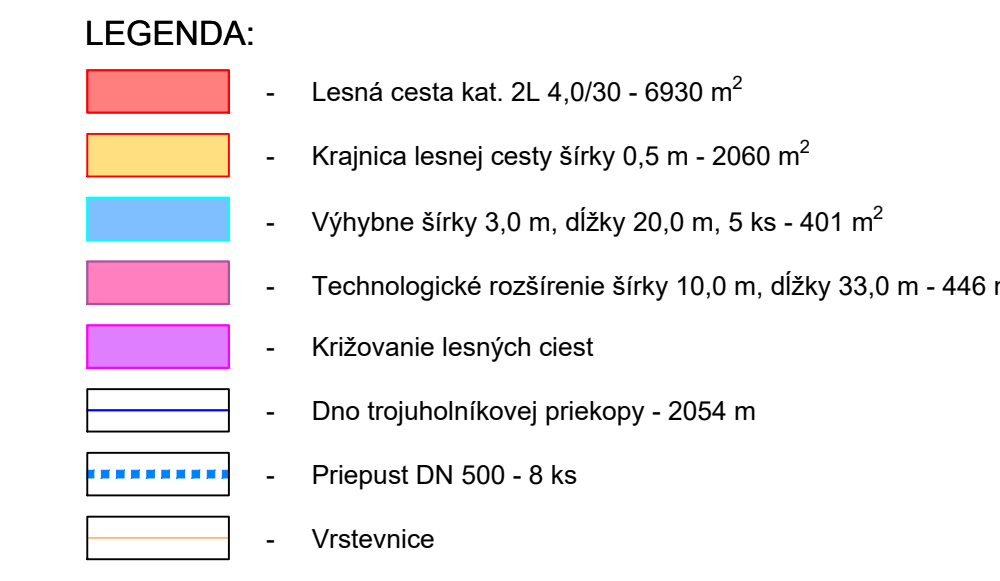 LEGENDA:
- Lesná cesta kat. 2L 4,0/30 - 6930 m²
- Krajnica lesnej cesty šírky 0,5 m - 2060 m²
- Výhybne šírky 3,0 m, dĺžky 20,0 m, 5 ks - 401 m²
- Technologické rozšírenie šírky 10,0 m, dĺžky 33,0 m - 446
- Križovanie lesných ciest
- Dno trojuholníkovej priekopy - 2054 m
- Priepust DN 500 - 8 ks
- Vrstevnice